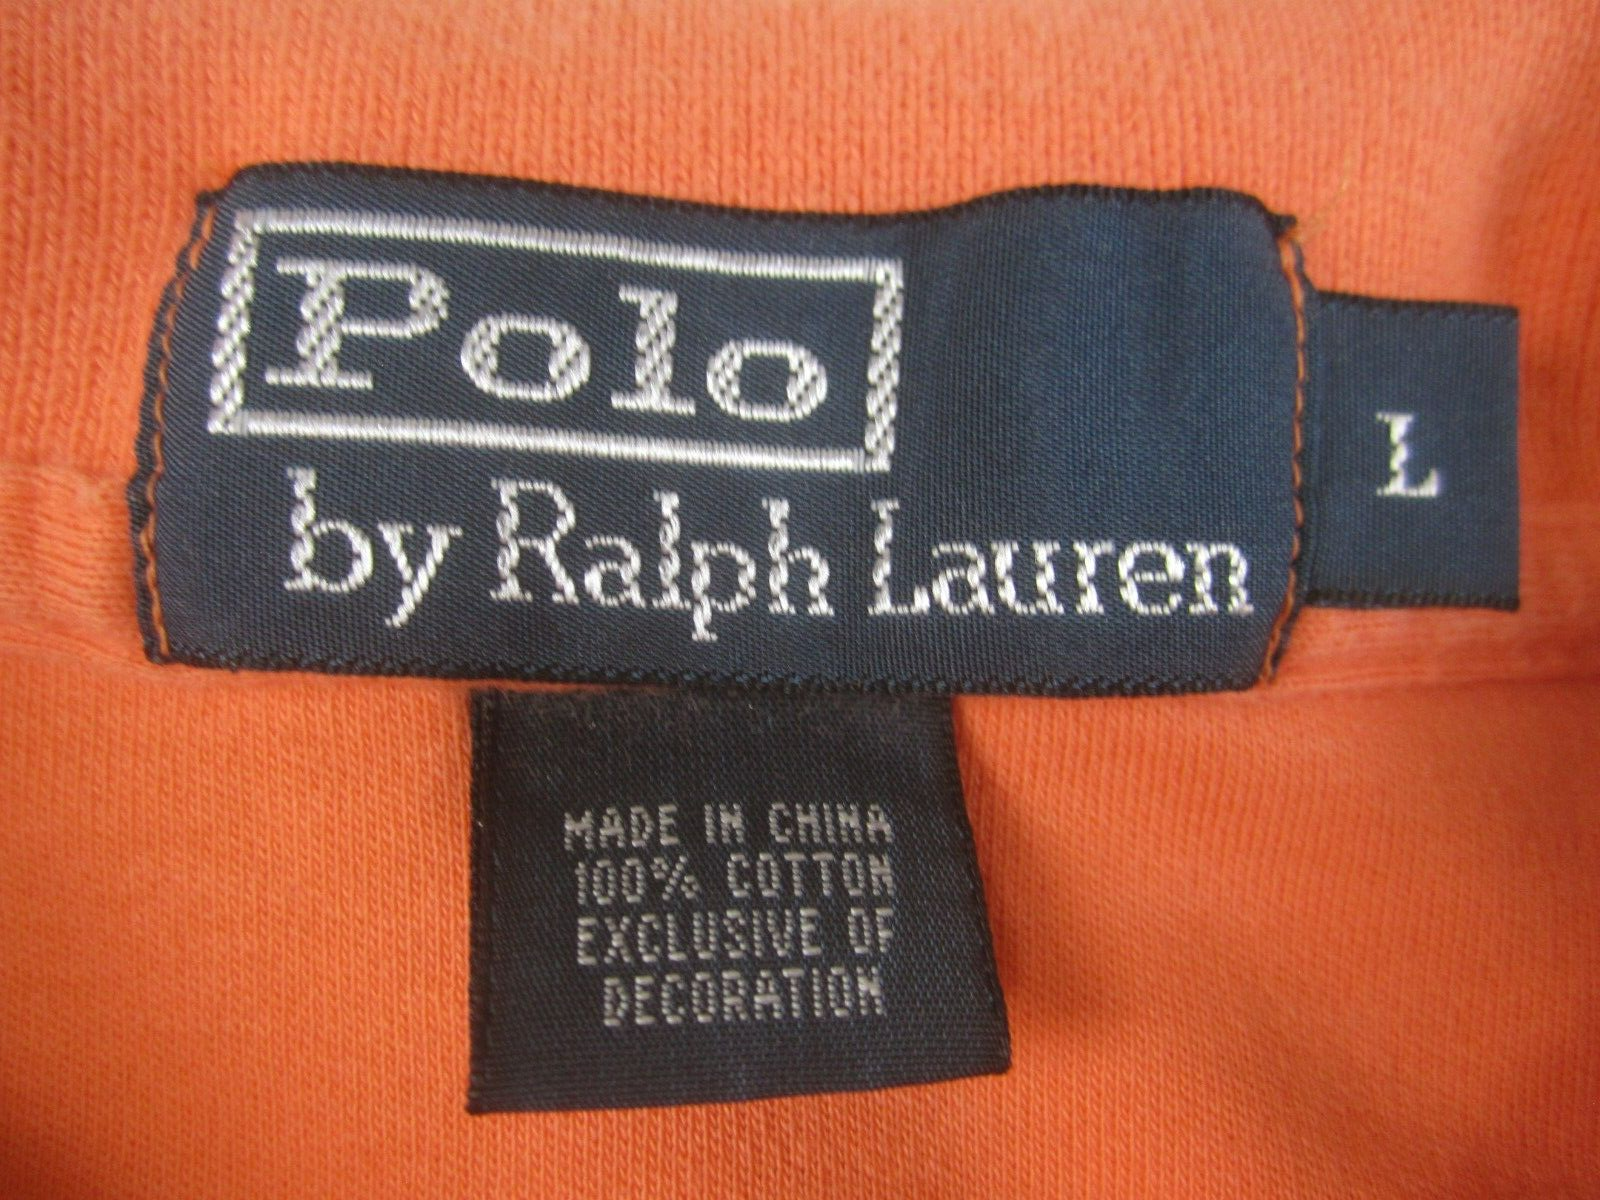 Polo
by Ralph Lauren
L
MADE IN CHINA
100% COTTON
EXCLUSIVE OF
DECORATION